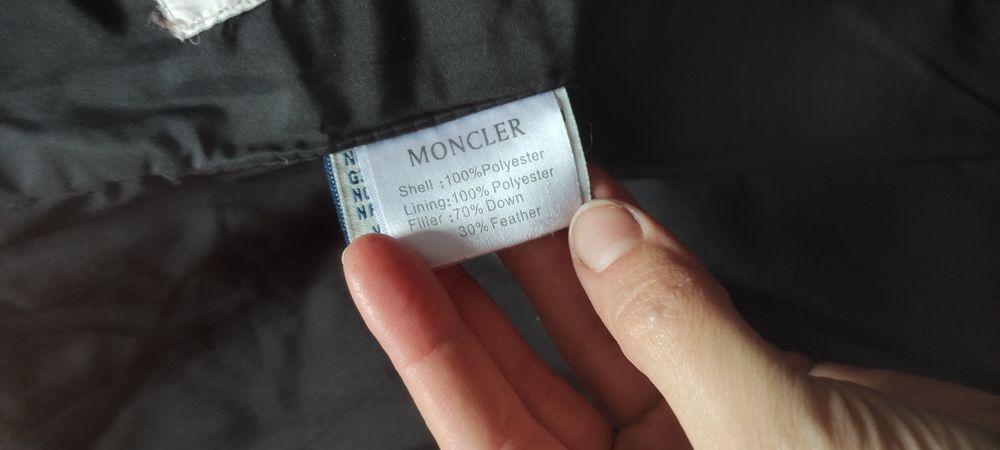 MONCLER
Shell :100%Polyester
Lining:100% Polyester
Filler :70% Down
30% Feather